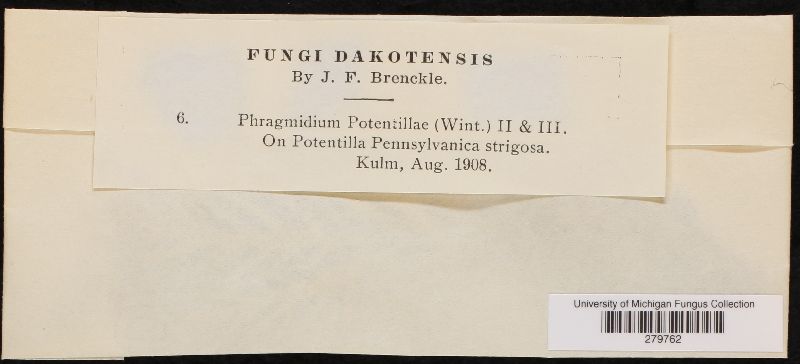 FUNGI DAKOTENSIS
By J. F. Brenckle.
6. Phragmidium Potentillae (Wint.) II & III.
On Potentilla Pennsylvanica strigosa.
Kulm, Aug. 1908.
University of Michigan Fungus Collection
279762